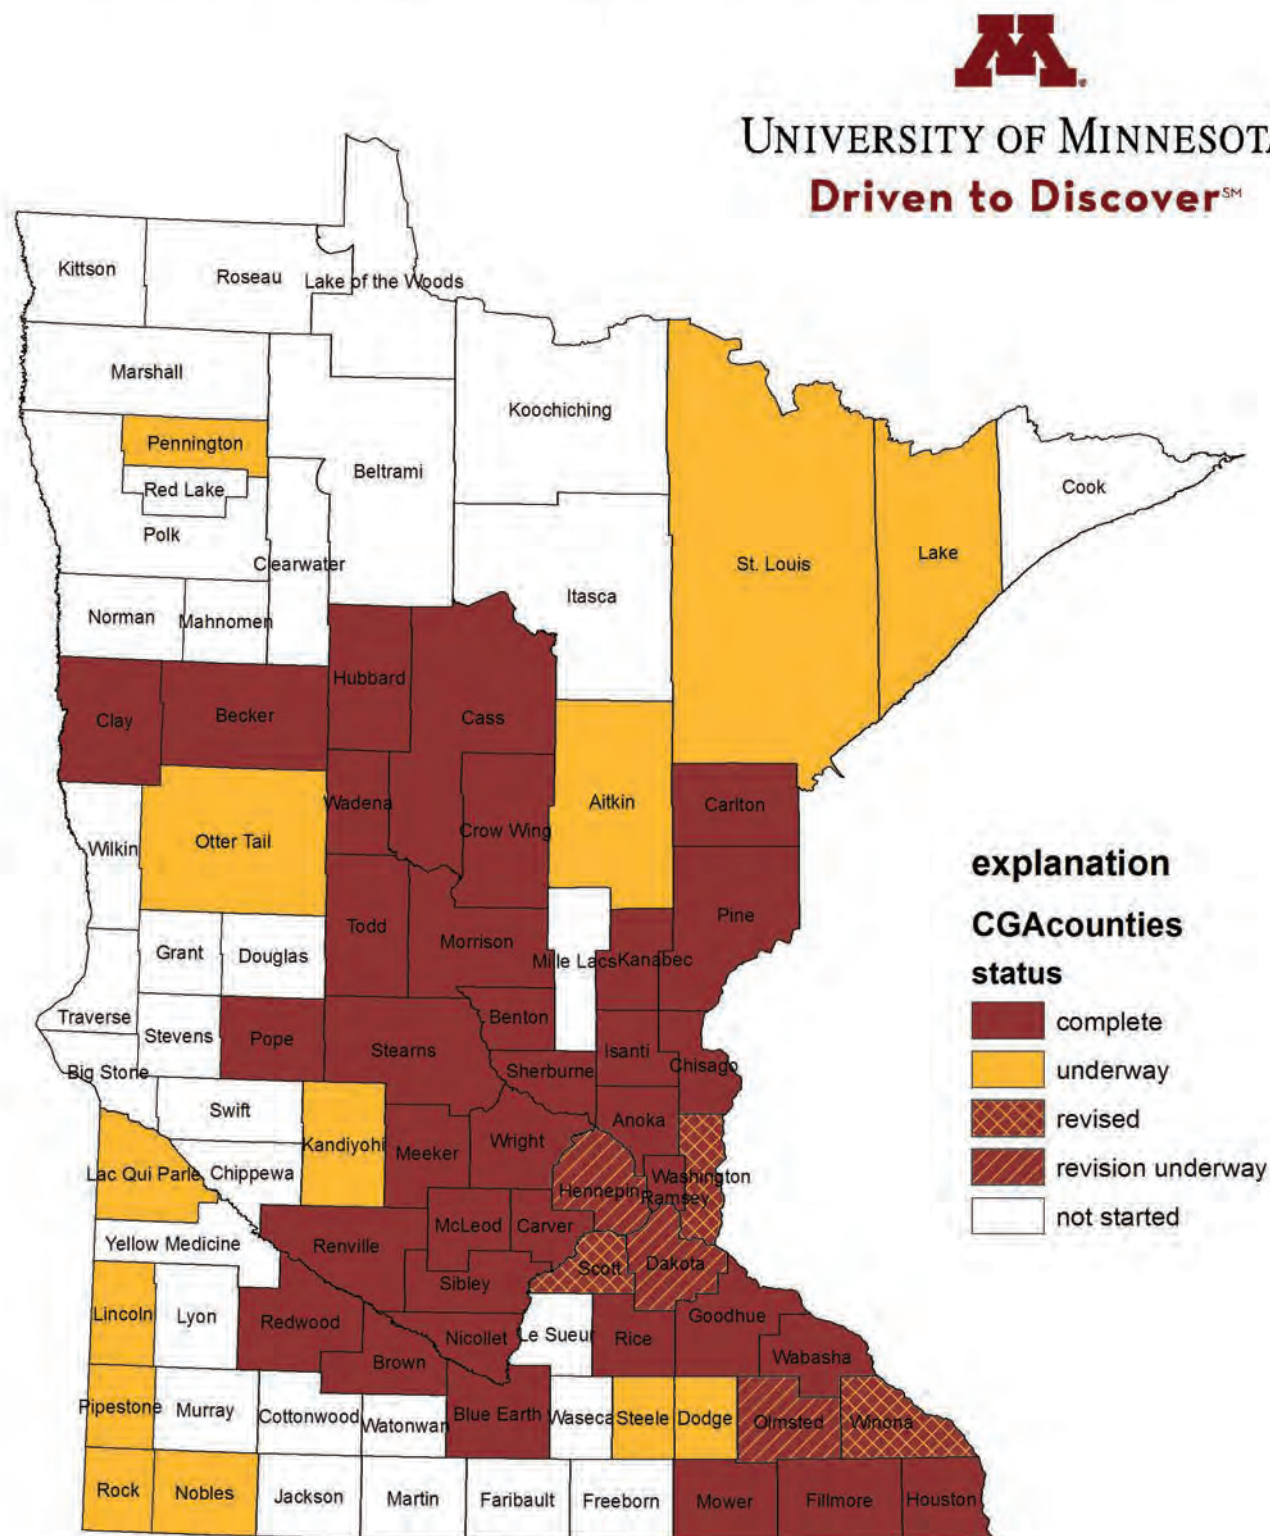 UNIVERSITY OF MINNESOTA
Driven to Discover℠
Kittson
Roseau
Lake of the Woods
Marshall
Koochiching
Pennington
Beltrami
Red Lake
Cook
Polk
Lake
Clearwater
St. Louis
Itasca
Norman
Mahnomen
Hubbard
Clay
Becker
Cass
Wadena
Aitkin
Carlton
Crow Wing
Otter Tail
Wilkin
explanation
CGAcounties
status
complete
underway
revised
revision underway
not started
Pine
Todd
Morrison
Grant
Douglas
Mille Lacs
Kanabec
Traverse
Benton
Stevens
Pope
Stearns
Isanti
Chisago
Big Stone
Sherburne
Swift
Anoka
Kandiyohi
Meeker
Wright
Lac Qui Parle
Chippewa
Washington
Hennepin
Ramsey
McLeod
Carver
Yellow Medicine
Renville
Dakota
Scott
Sibley
Lincoln
Lyon
Redwood
Goodhue
Nicollet
Le Sueur
Rice
Brown
Wabasha
Pipestone
Murray
Cottonwood
Watonwan
Blue Earth
Waseca
Steele
Dodge
Olmsted
Winona
Rock
Nobles
Jackson
Martin
Faribault
Freeborn
Mower
Fillmore
Houston